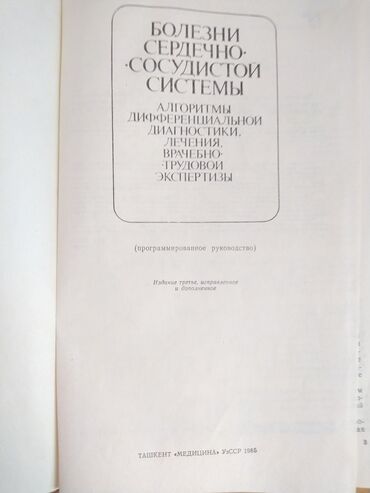 БОЛЕЗНИ
СЕРДЕЧНО-
-СОСУДИСТОЙ
СИСТЕМЫ
АЛГОРИТМЫ
ДИФФЕРЕНЦИАЛЬНОЙ
ДИАГНОСТИКИ,
ЛЕЧЕНИЯ,
ВРАЧЕБНО-
-ТРУДОВОЙ
ЭКСПЕРТИЗЫ
(программированное руководство)
Издание третье, исправленное
и дополненное
ТАШКЕНТ «МЕДИЦИНА» УзССР 1985